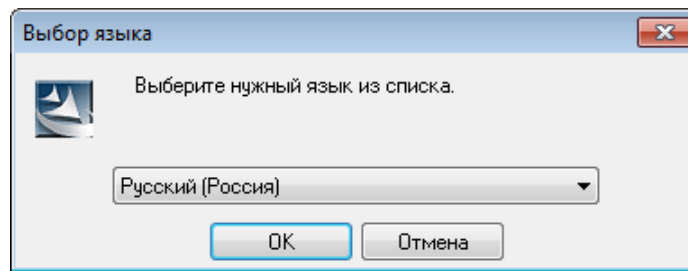 Выбор языка
Выберите нужный язык из списка.
Русский (Россия)
OK
Отмена